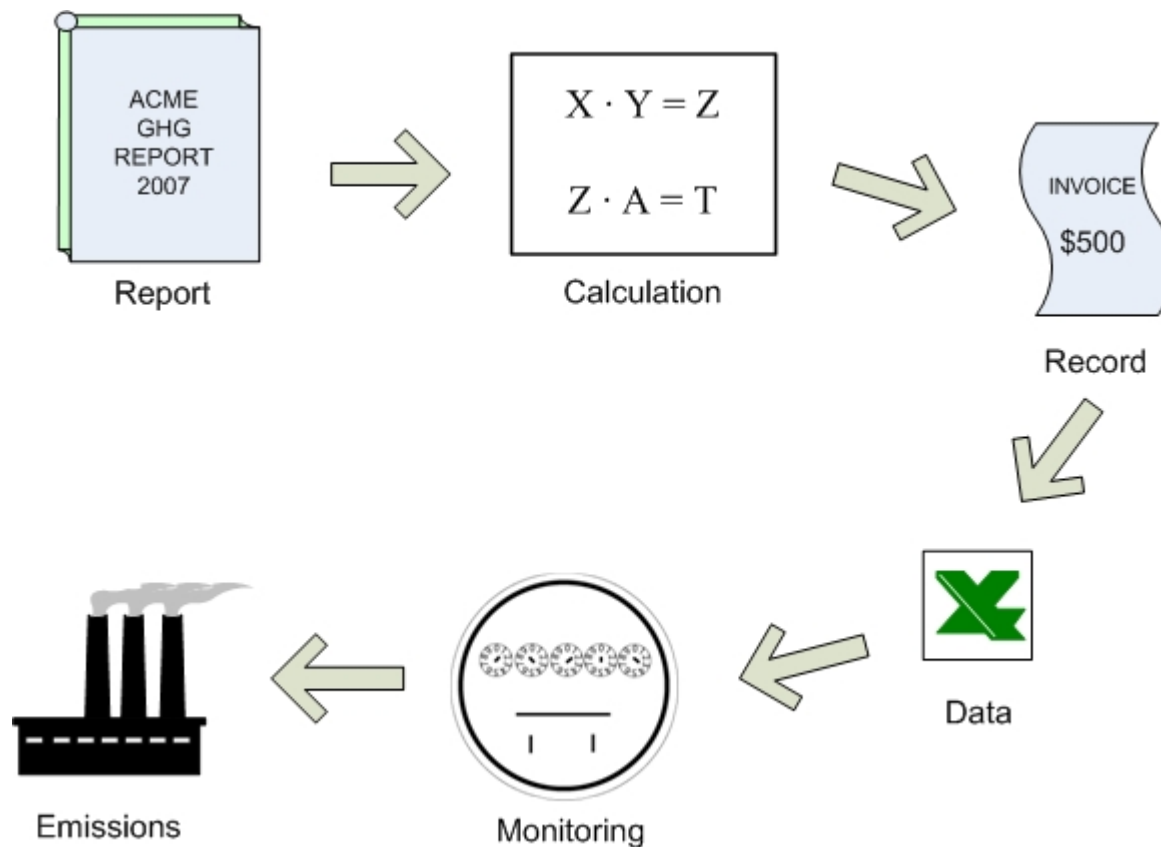 ACME
GHG
REPORT
2007
Report
X · Y = Z
Z · A = T
Calculation
INVOICE
$500
Record
Data
Monitoring
Emissions